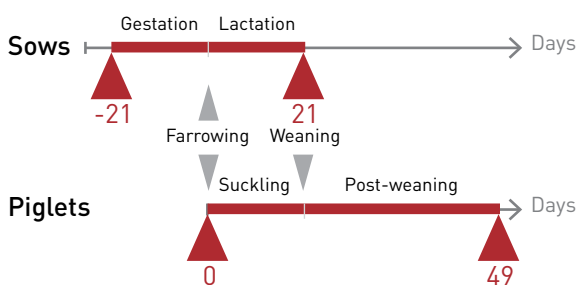 Gestation Lactation
Sows Days
-21 21
Farrowing Weaning
Suckling Post-weaning
Piglets Days
0 49